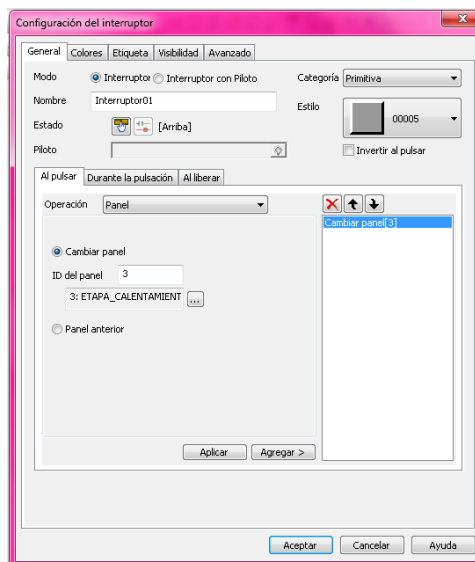 Configuración del interruptor
General Colores Etiqueta Visibilidad Avanzado
Modo Interruptor Interruptor con Piloto Categoría Primitiva
Nombre Interruptor01
Estilo 00005
Estado [Arriba]
Piloto Invertir al pulsar
Al pulsar Durante la pulsación Al liberar
Operación Panel
Cambiar panel[3]
Cambiar panel
ID del panel 3
3: ETAPA_CALENTAMIENT ...
Panel anterior
Aplicar Agregar >
Aceptar Cancelar Ayuda